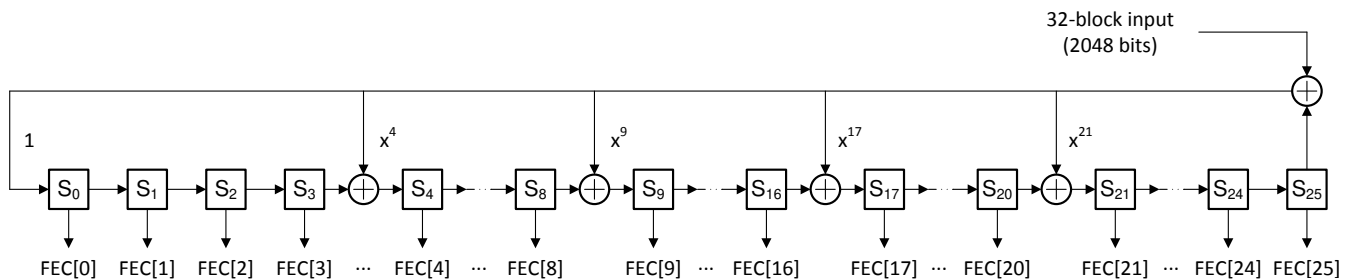 32-block input
(2048 bits)
1
x⁴
x⁹
x¹⁷
x²¹
S₀ S₁ S₂ S₃ S₄ ··· S₈ S₉ ··· S₁₆ S₁₇ ··· S₂₀ S₂₁ ··· S₂₄ S₂₅
FEC[0] FEC[1] FEC[2] FEC[3] ··· FEC[4] ··· FEC[8] FEC[9] ··· FEC[16] FEC[17] ··· FEC[20] FEC[21] ··· FEC[24] FEC[25]